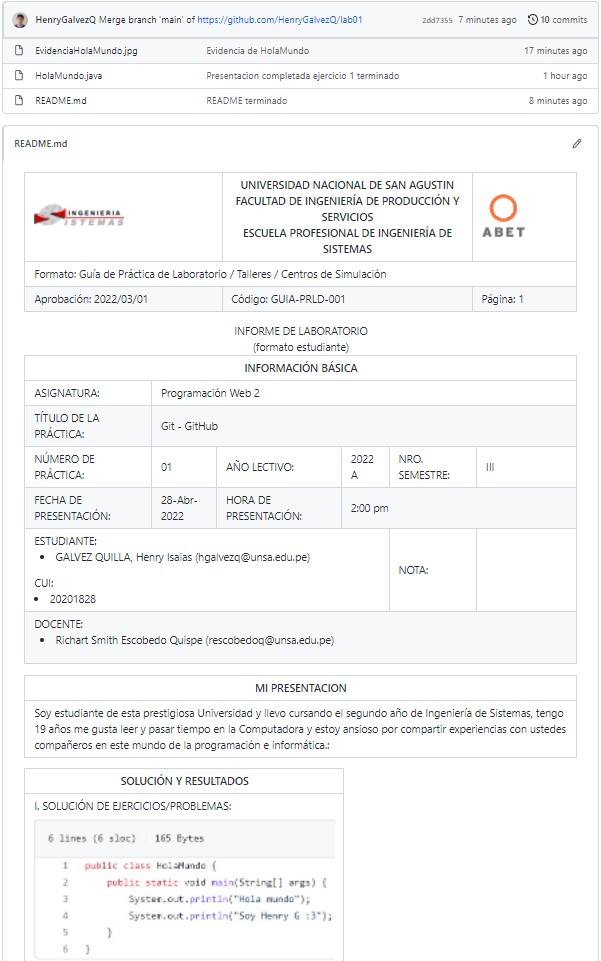 HenryGalvezQ Merge branch 'main' of https://github.com/HenryGalvezQ/lab01 2dd7355 7 minutes ago 10 commits
EvidenciaHolaMundo.jpg Evidencia de HolaMundo 17 minutes ago
HolaMundo.java Presentacion completada ejercicio 1 terminado 1 hour ago
README.md README terminado 8 minutes ago
README.md
INGENIERIA
ISTEMAS
UNIVERSIDAD NACIONAL DE SAN AGUSTIN
FACULTAD DE INGENIERÍA DE PRODUCCIÓN Y
SERVICIOS
ESCUELA PROFESIONAL DE INGENIERÍA DE
SISTEMAS
ABET
Formato: Guía de Práctica de Laboratorio / Talleres / Centros de Simulación
Aprobación: 2022/03/01 Código: GUIA-PRLD-001 Página: 1
INFORME DE LABORATORIO
(formato estudiante)
INFORMACIÓN BÁSICA
ASIGNATURA: Programación Web 2
TÍTULO DE LA
PRÁCTICA:
Git - GitHub
NÚMERO DE
PRÁCTICA:
01
AÑO LECTIVO:
2022
A
NRO.
SEMESTRE:
III
FECHA DE
PRESENTACIÓN:
28-Abr-
2022
HORA DE
PRESENTACIÓN:
2:00 pm
ESTUDIANTE:
• GALVEZ QUILLA, Henry Isaias (hgalvezq@unsa.edu.pe)
CUI:
• 20201828
NOTA:
DOCENTE:
• Richart Smith Escobedo Quispe (rescobedoq@unsa.edu.pe)
MI PRESENTACION
Soy estudiante de esta prestigiosa Universidad y llevo cursando el segundo año de Ingeniería de Sistemas, tengo
19 años me gusta leer y pasar tiempo en la Computadora y estoy ansioso por compartir experiencias con ustedes
compañeros en este mundo de la programación e informática.:
SOLUCIÓN Y RESULTADOS
I. SOLUCIÓN DE EJERCICIOS/PROBLEMAS:
6 lines (6 sloc) 165 Bytes
1 public class HolaMundo {
2 public static void main(String[] args) {
3 System.out.println("Hola mundo");
4 System.out.println("Soy Henry G :3");
5 }
6 }